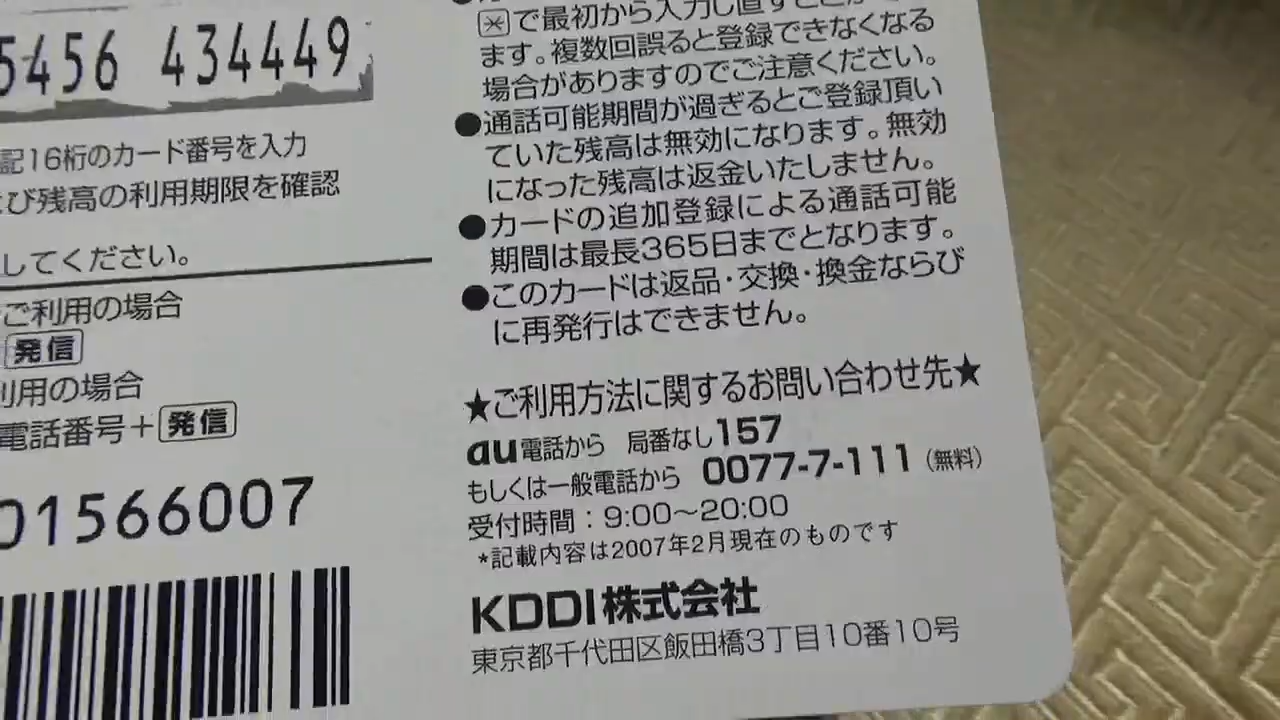 5456 434449
記16桁のカード番号を入力
び残高の利用期限を確認
してください。
ご利用の場合
発信
利用の場合
電話番号+発信
01566007
＊で最初から入力し直すこと
ます。複数回誤ると登録できなくなる
場合がありますのでご注意ください。
●通話可能期間が過ぎるとご登録頂い
ていた残高は無効になります。無効
になった残高は返金いたしません。
●カードの追加登録による通話可能
期間は最長365日までとなります。
●このカードは返品・交換・換金ならび
に再発行はできません。
★ご利用方法に関するお問い合わせ先★
au電話から 局番なし157
もしくは一般電話から 0077-7-111（無料）
受付時間：9:00～20:00
*記載内容は2007年2月現在のものです
KDDI株式会社
東京都千代田区飯田橋3丁目10番10号